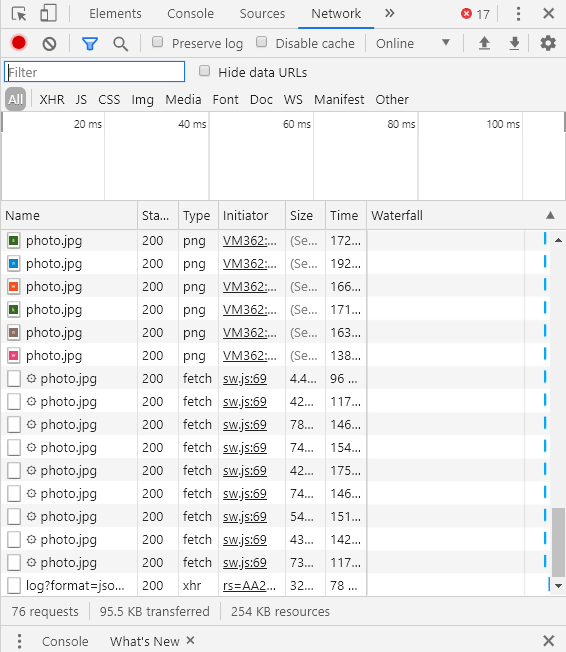 Elements Console Sources Network » 17
Preserve log Disable cache Online
Filter Hide data URLs
All XHR JS CSS Img Media Font Doc WS Manifest Other
20 ms 40 ms 60 ms 80 ms 100 ms
Name Sta... Type Initiator Size Time Waterfall
photo.jpg 200 png VM362:... (Se... 172...
photo.jpg 200 png VM362:... (Se... 192...
photo.jpg 200 png VM362:... (Se... 166...
photo.jpg 200 png VM362:... (Se... 171...
photo.jpg 200 png VM362:... (Se... 163...
photo.jpg 200 png VM362:... (Se... 138...
photo.jpg 200 fetch sw.js:69 4.4... 96 ...
photo.jpg 200 fetch sw.js:69 42... 117...
photo.jpg 200 fetch sw.js:69 78... 146...
photo.jpg 200 fetch sw.js:69 74... 154...
photo.jpg 200 fetch sw.js:69 42... 175...
photo.jpg 200 fetch sw.js:69 74... 146...
photo.jpg 200 fetch sw.js:69 54... 151...
photo.jpg 200 fetch sw.js:69 43... 142...
photo.jpg 200 fetch sw.js:69 73... 117...
log?format=jso... 200 xhr rs=AA2... 32... 78 ...
76 requests 95.5 KB transferred 254 KB resources
Console What's New